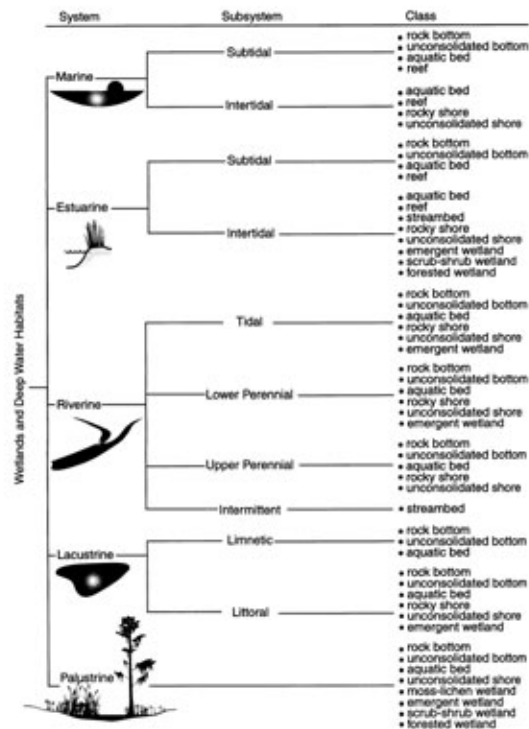 System Subsystem Class
Wetlands and Deep Water Habitats
Marine
Subtidal
rock bottom
unconsolidated bottom
aquatic bed
reef
Intertidal
aquatic bed
reef
rocky shore
unconsolidated shore
Estuarine
Subtidal
rock bottom
unconsolidated bottom
aquatic bed
reef
Intertidal
aquatic bed
reef
streambed
rocky shore
unconsolidated shore
emergent wetland
scrub-shrub wetland
forested wetland
Riverine
Tidal
rock bottom
unconsolidated bottom
aquatic bed
rocky shore
unconsolidated shore
emergent wetland
Lower Perennial
rock bottom
unconsolidated bottom
aquatic bed
rocky shore
unconsolidated shore
emergent wetland
Upper Perennial
rock bottom
unconsolidated bottom
aquatic bed
rocky shore
unconsolidated shore
Intermittent
streambed
Lacustrine
Limnetic
rock bottom
unconsolidated bottom
aquatic bed
Littoral
rock bottom
unconsolidated bottom
aquatic bed
rocky shore
unconsolidated shore
emergent wetland
Palustrine
rock bottom
unconsolidated bottom
aquatic bed
unconsolidated shore
moss-lichen wetland
emergent wetland
scrub-shrub wetland
forested wetland